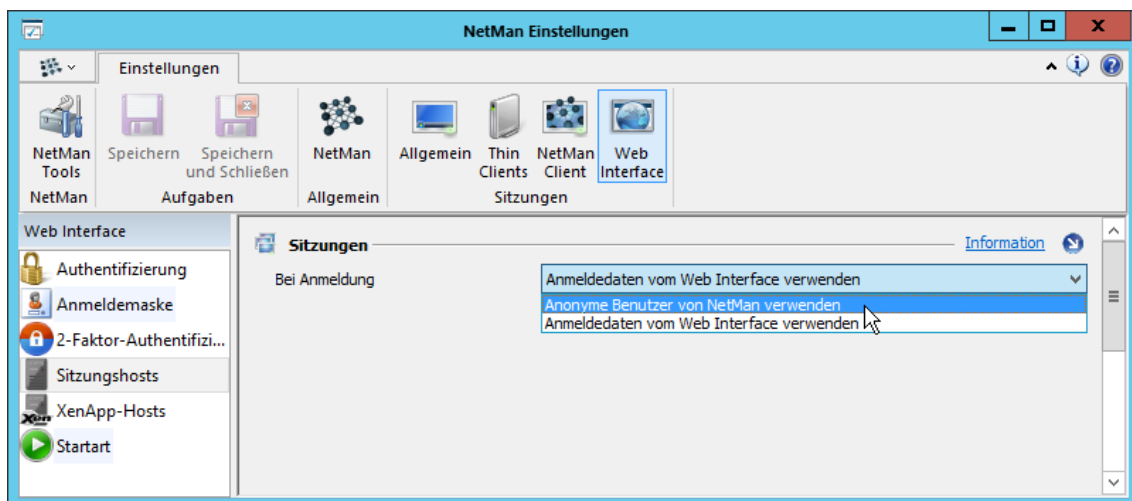 NetMan Einstellungen
Einstellungen
NetMan Tools
Speichern
Speichern und Schließen
NetMan
Allgemein
Thin Clients
NetMan Client
Web Interface
NetMan
Aufgaben
Allgemein
Sitzungen
Web Interface
Authentifizierung
Anmeldemaske
2-Faktor-Authentifizi...
Sitzungshosts
Xen
XenApp-Hosts
Startart
Sitzungen
Information
Bei Anmeldung
Anmeldedaten vom Web Interface verwenden
Anonyme Benutzer von NetMan verwenden
Anmeldedaten vom Web Interface verwenden